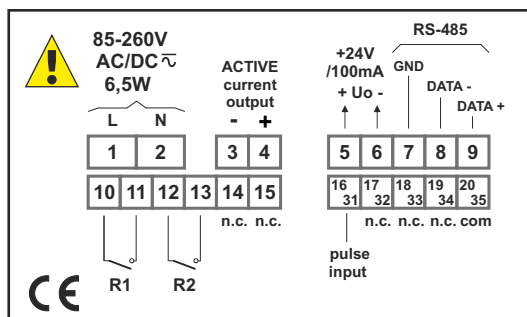 85-260V
AC/DC
6,5W
L N
ACTIVE
current
output
- +
+24V
/100mA
+ Uo -
RS-485
GND
DATA -
DATA +
1 2 3 4 5 6 7 8 9
10 11 12 13 14 15 16 31 17 32 18 33 19 34 20 35
n.c. n.c. n.c. n.c. n.c. com
R1 R2
pulse
input
CE